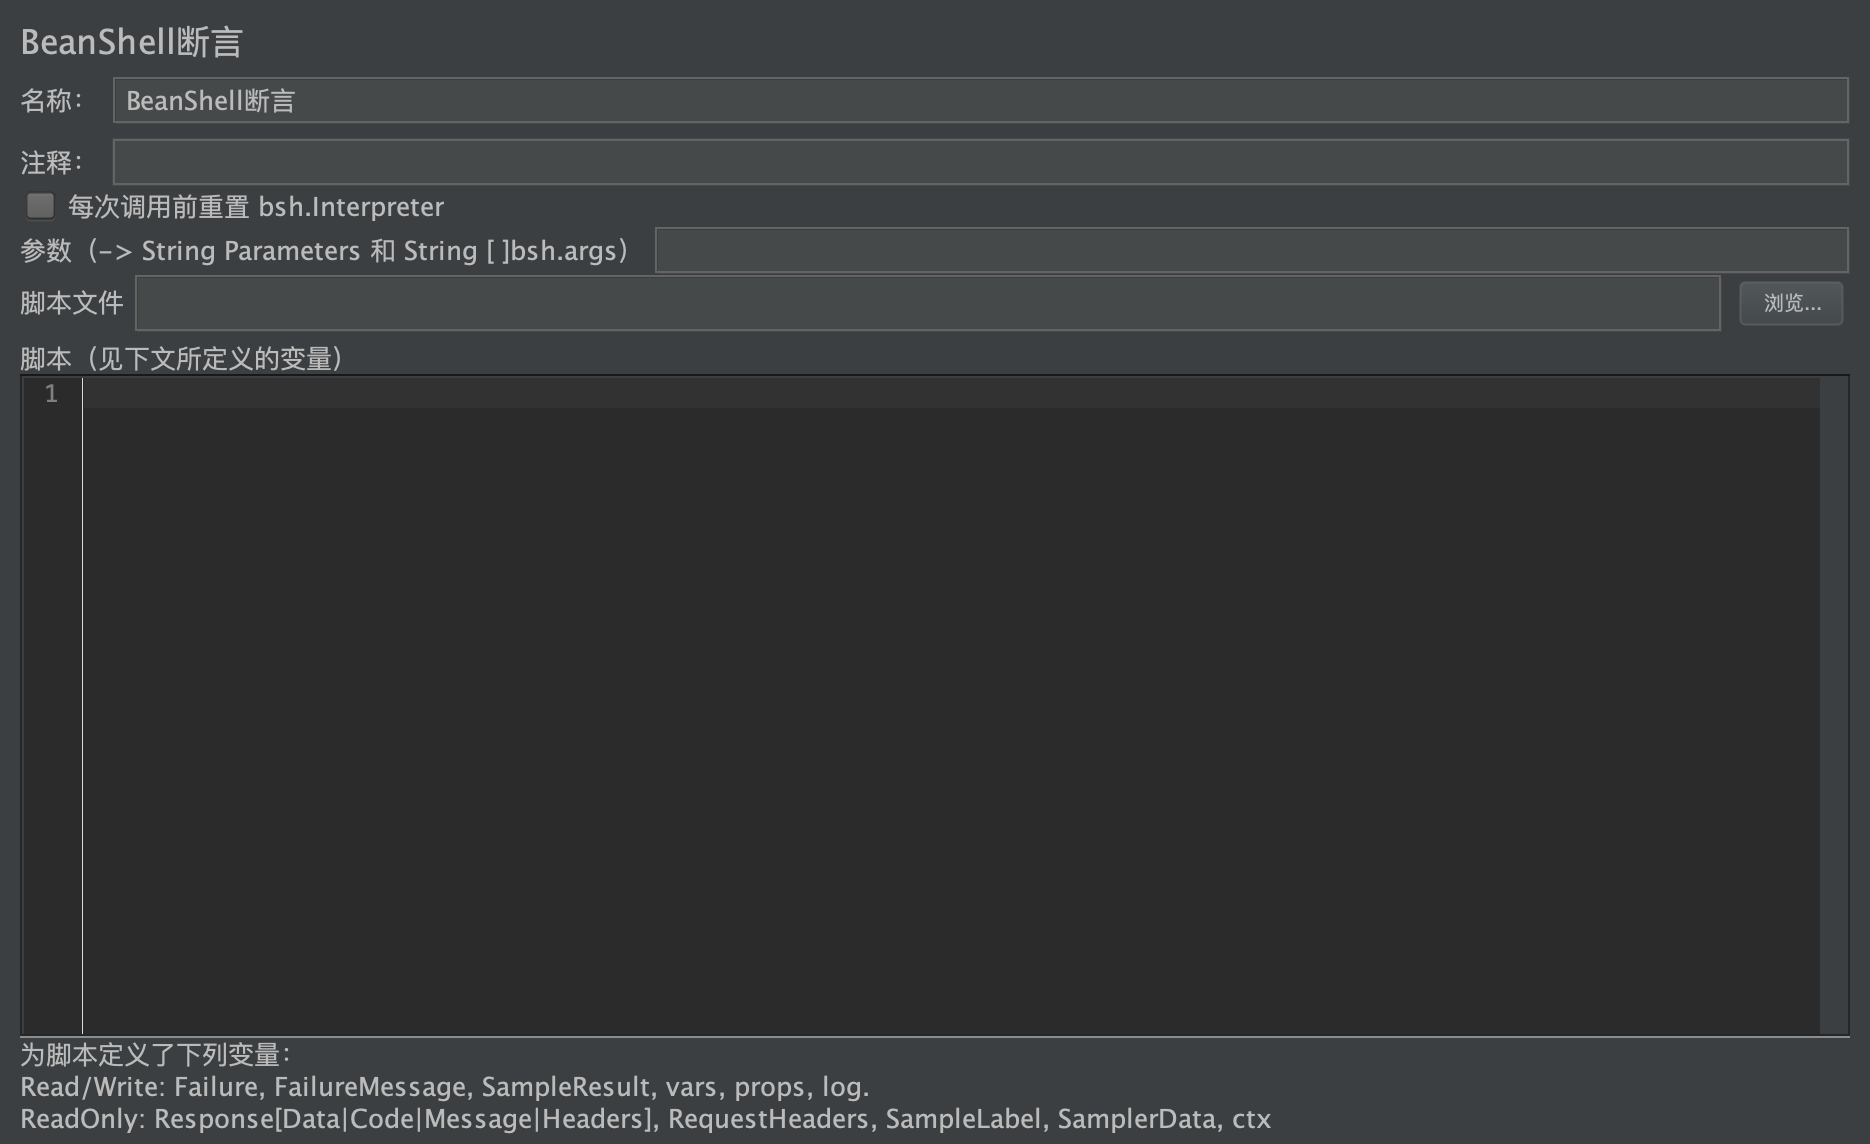 BeanShell断言
名称： BeanShell断言
注释：
每次调用前重置 bsh.Interpreter
参数（-> String Parameters 和 String [ ]bsh.args）
脚本文件 浏览...
脚本（见下文所定义的变量）
1
为脚本定义了下列变量：
Read/Write: Failure, FailureMessage, SampleResult, vars, props, log.
ReadOnly: Response[Data|Code|Message|Headers], RequestHeaders, SampleLabel, SamplerData, ctx